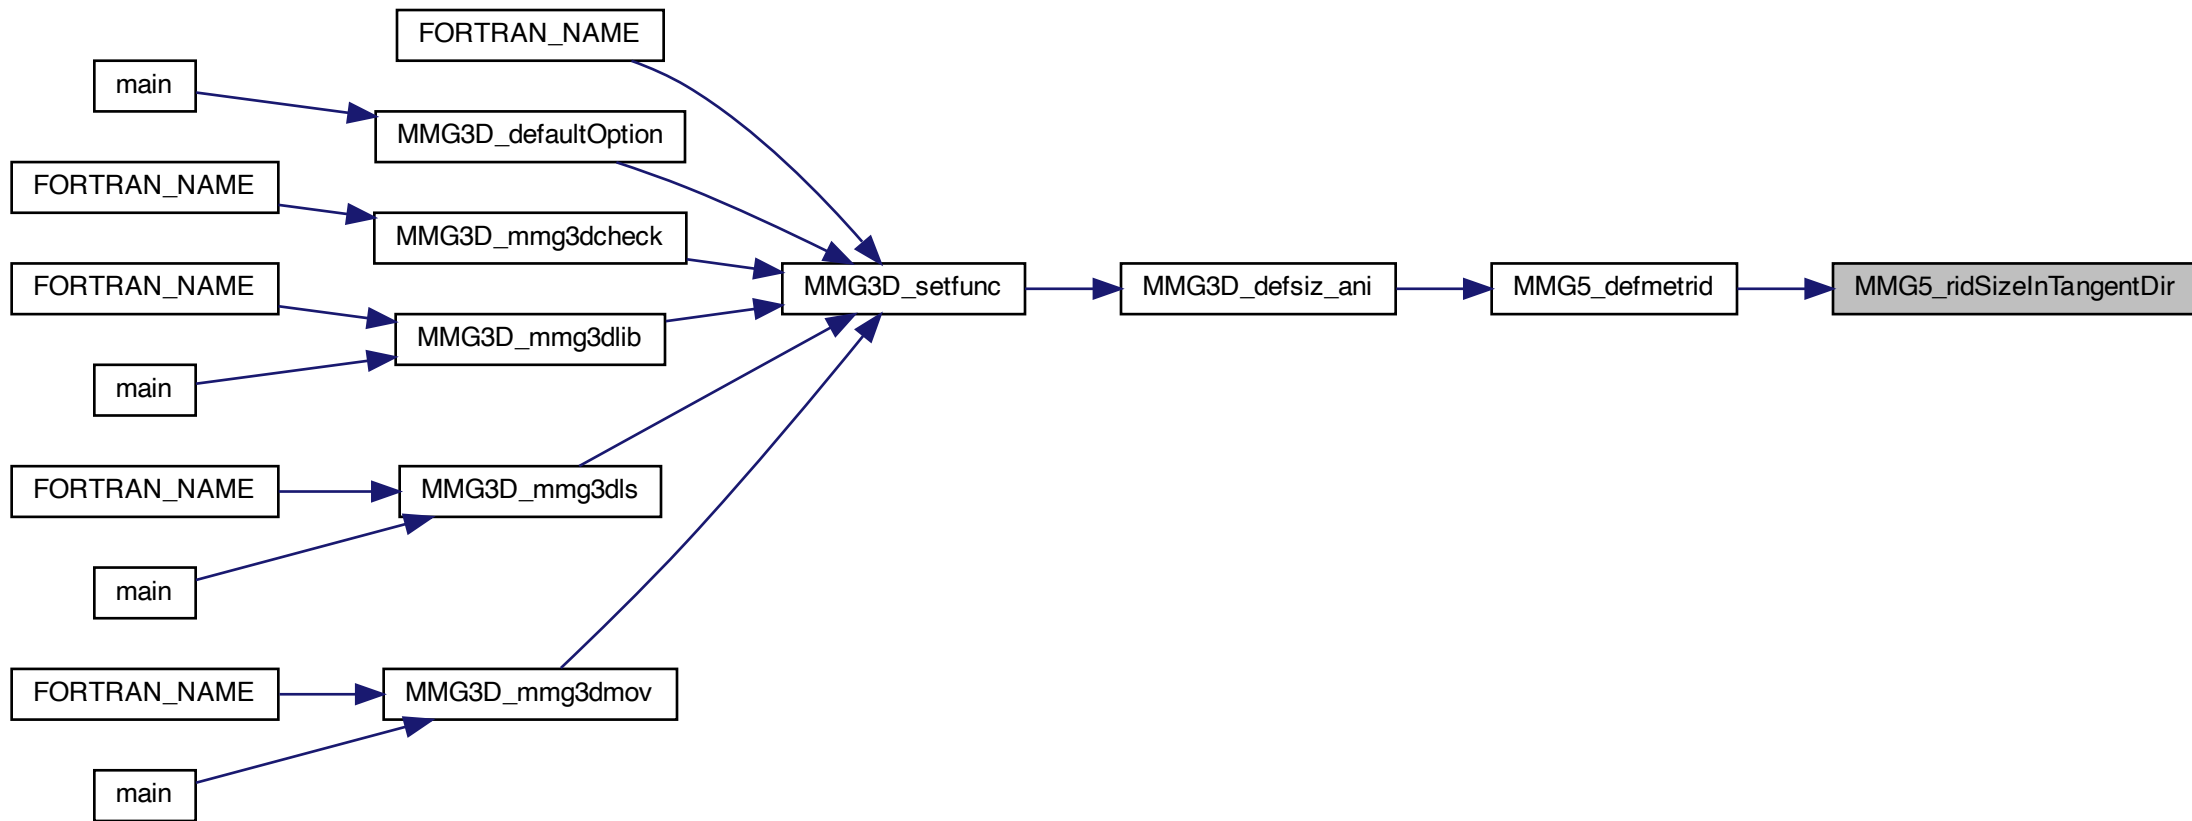 FORTRAN_NAME
main
MMG3D_defaultOption
FORTRAN_NAME
MMG3D_mmg3dcheck
FORTRAN_NAME
MMG3D_setfunc
MMG3D_defsiz_ani
MMG5_defmetrid
MMG5_ridSizeInTangentDir
MMG3D_mmg3dlib
main
FORTRAN_NAME
MMG3D_mmg3dls
main
FORTRAN_NAME
MMG3D_mmg3dmov
main